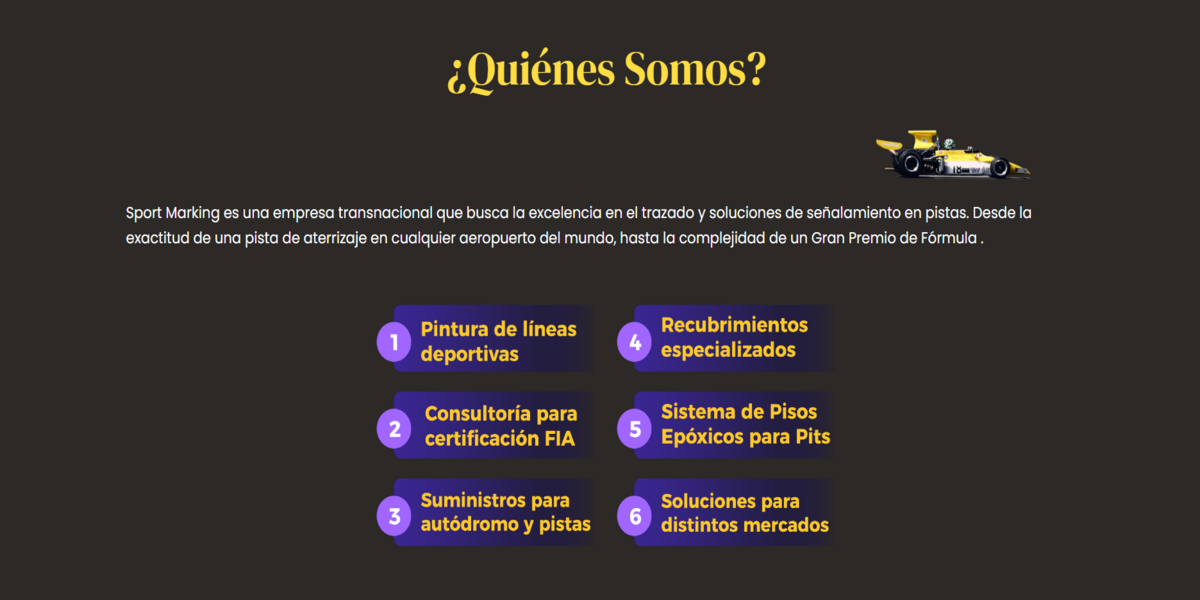 ¿Quiénes Somos?
Sport Marking es una empresa transnacional que busca la excelencia en el trazado y soluciones de señalamiento en pistas. Desde la
exactitud de una pista de aterrizaje en cualquier aeropuerto del mundo, hasta la complejidad de un Gran Premio de Fórmula .
1
Pintura de líneas
deportivas
2
Consultoría para
certificación FIA
3
Suministros para
autódromo y pistas
4
Recubrimientos
especializados
5
Sistema de Pisos
Epóxicos para Pits
6
Soluciones para
distintos mercados